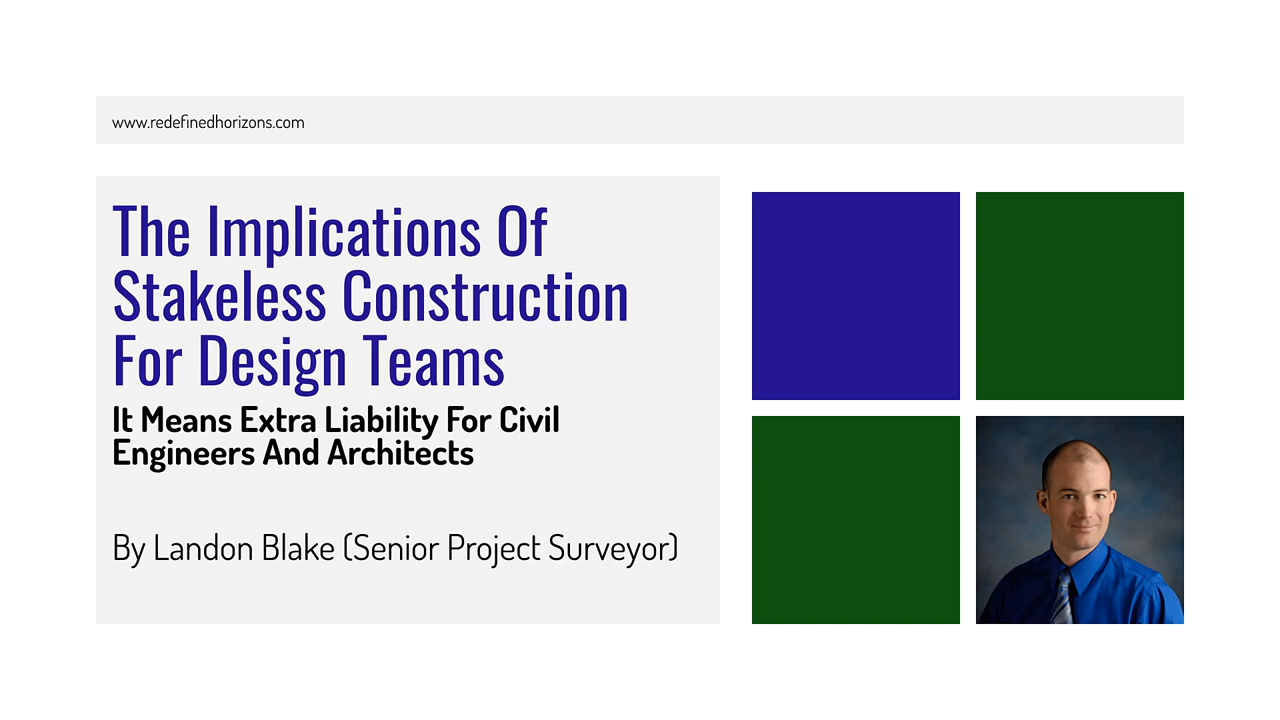 www.redefinedhorizons.com
The Implications Of
Stakeless Construction
For Design Teams
It Means Extra Liability For Civil
Engineers And Architects
By Landon Blake (Senior Project Surveyor)